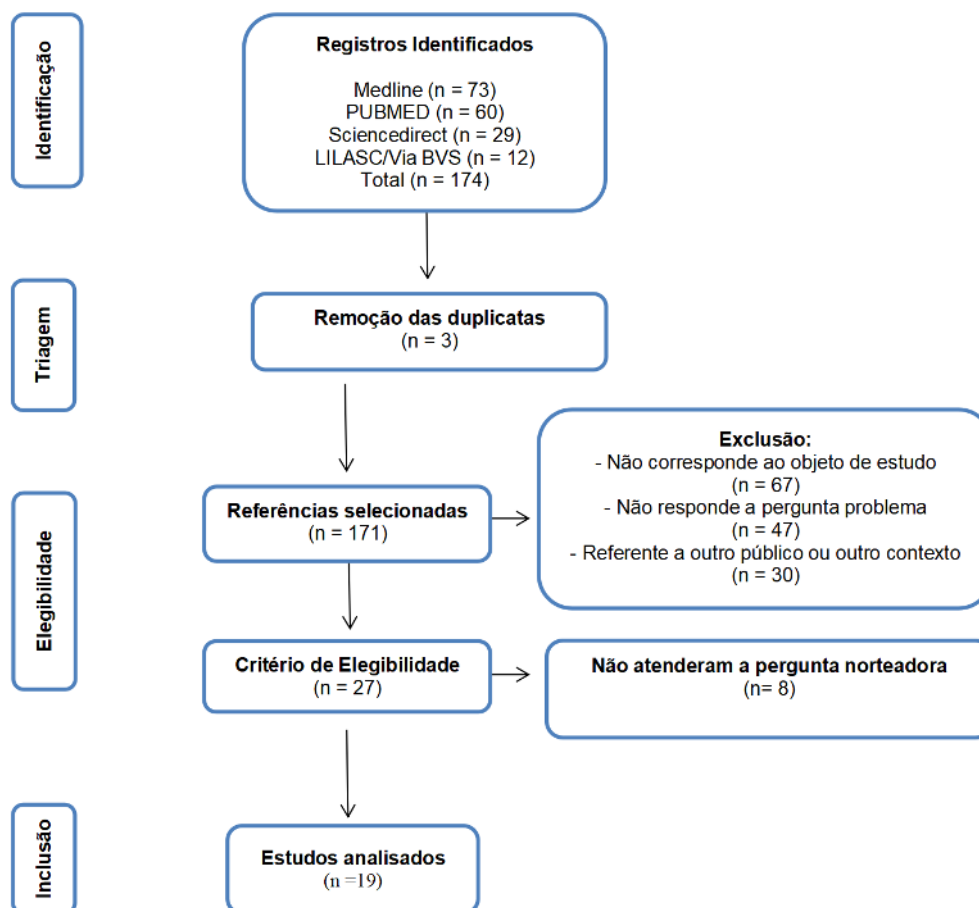 Identificação
Registros Identificados
Medline (n = 73)
PUBMED (n = 60)
Sciencedirect (n = 29)
LILASC/Via BVS (n = 12)
Total (n = 174)
Triagem
Remoção das duplicatas
(n = 3)
Elegibilidade
Referências selecionadas
(n = 171)
Exclusão:
- Não corresponde ao objeto de estudo
(n = 67)
- Não responde a pergunta problema
(n = 47)
- Referente a outro público ou outro contexto
(n = 30)
Critério de Elegibilidade
(n = 27)
Não atenderam a pergunta norteadora
(n= 8)
Inclusão
Estudos analisados
(n =19)